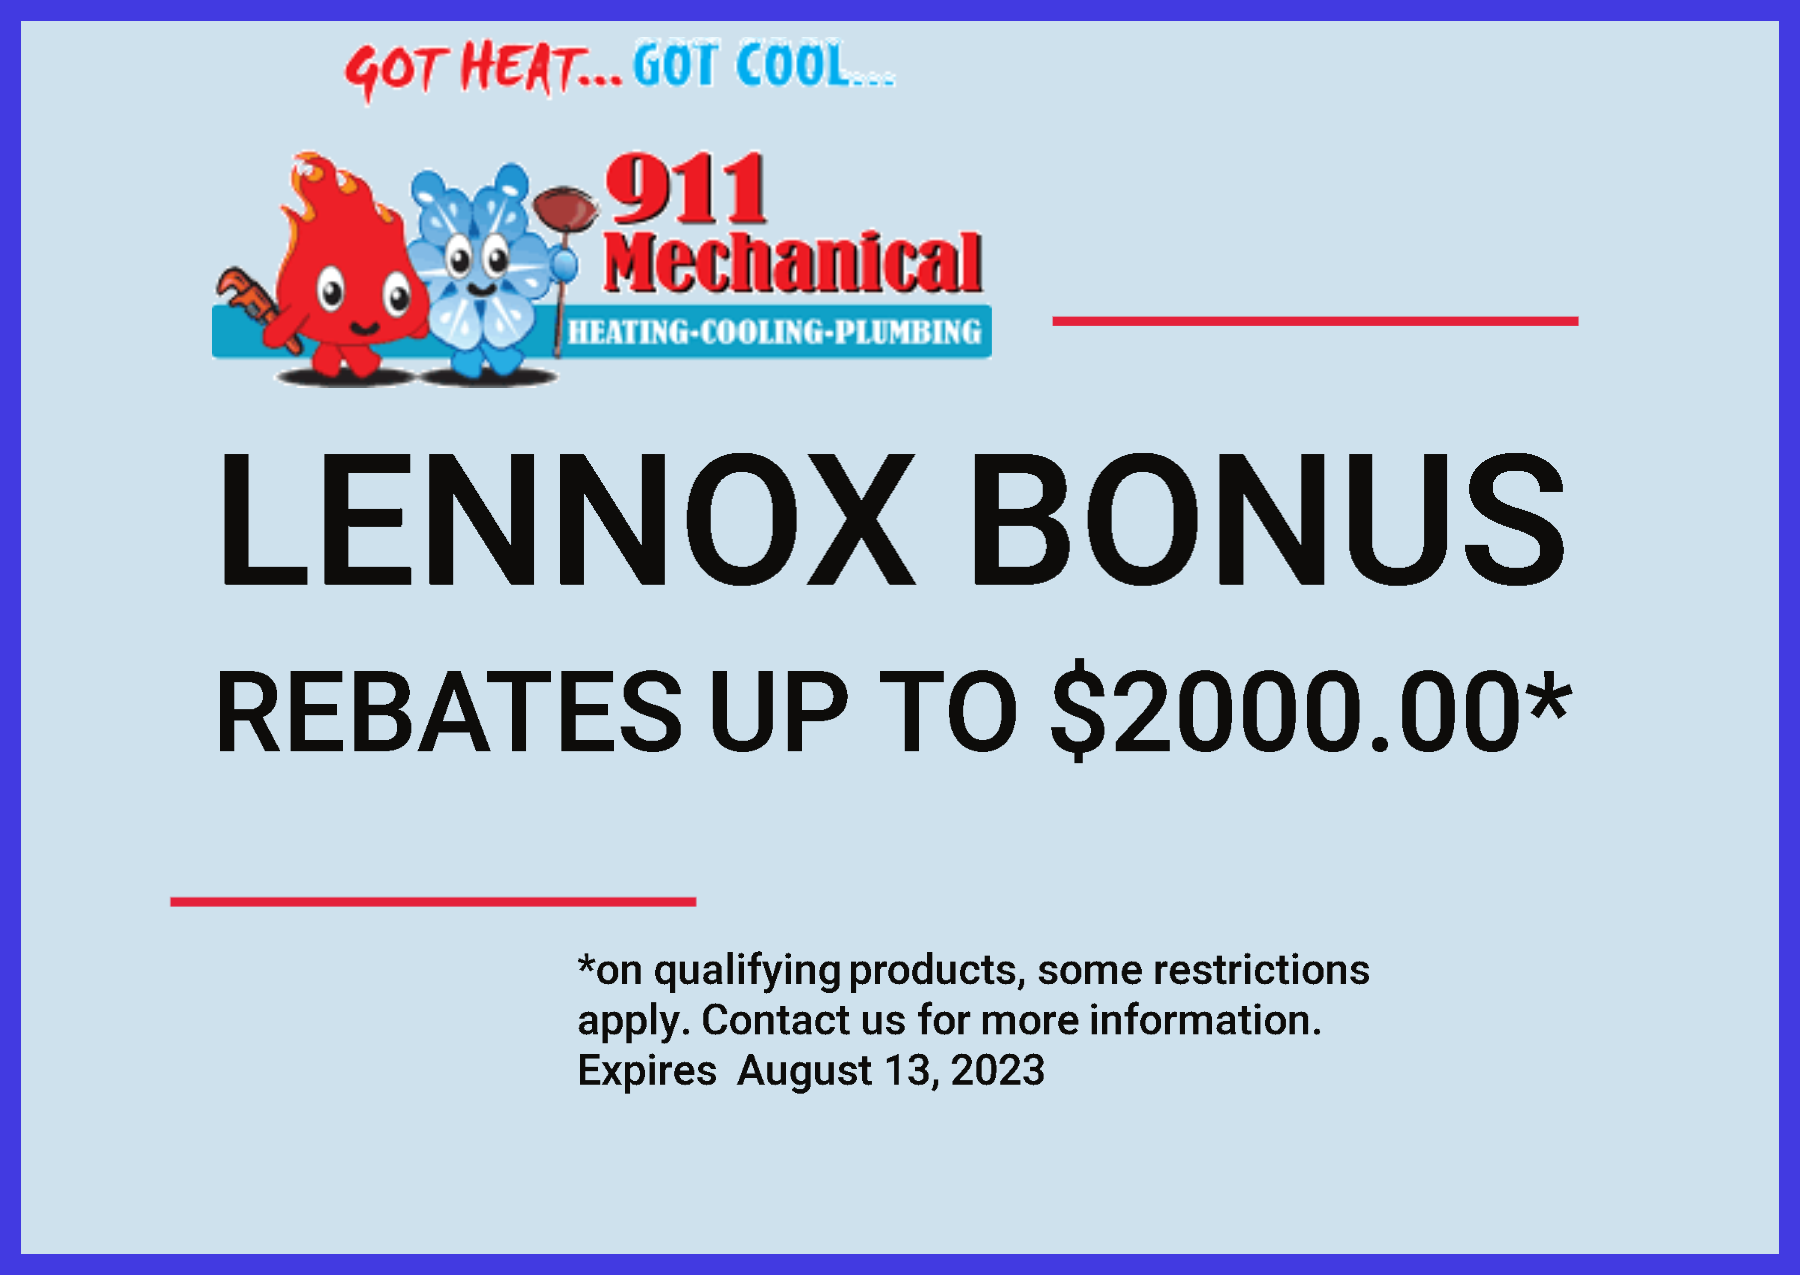 GOT HEAT... GOT COOL...
911
Mechanical
HEATING-COOLING-PLUMBING
LENNOX BONUS
REBATES UP TO $2000.00*
*on qualifying products, some restrictions
apply. Contact us for more information.
Expires  August 13, 2023